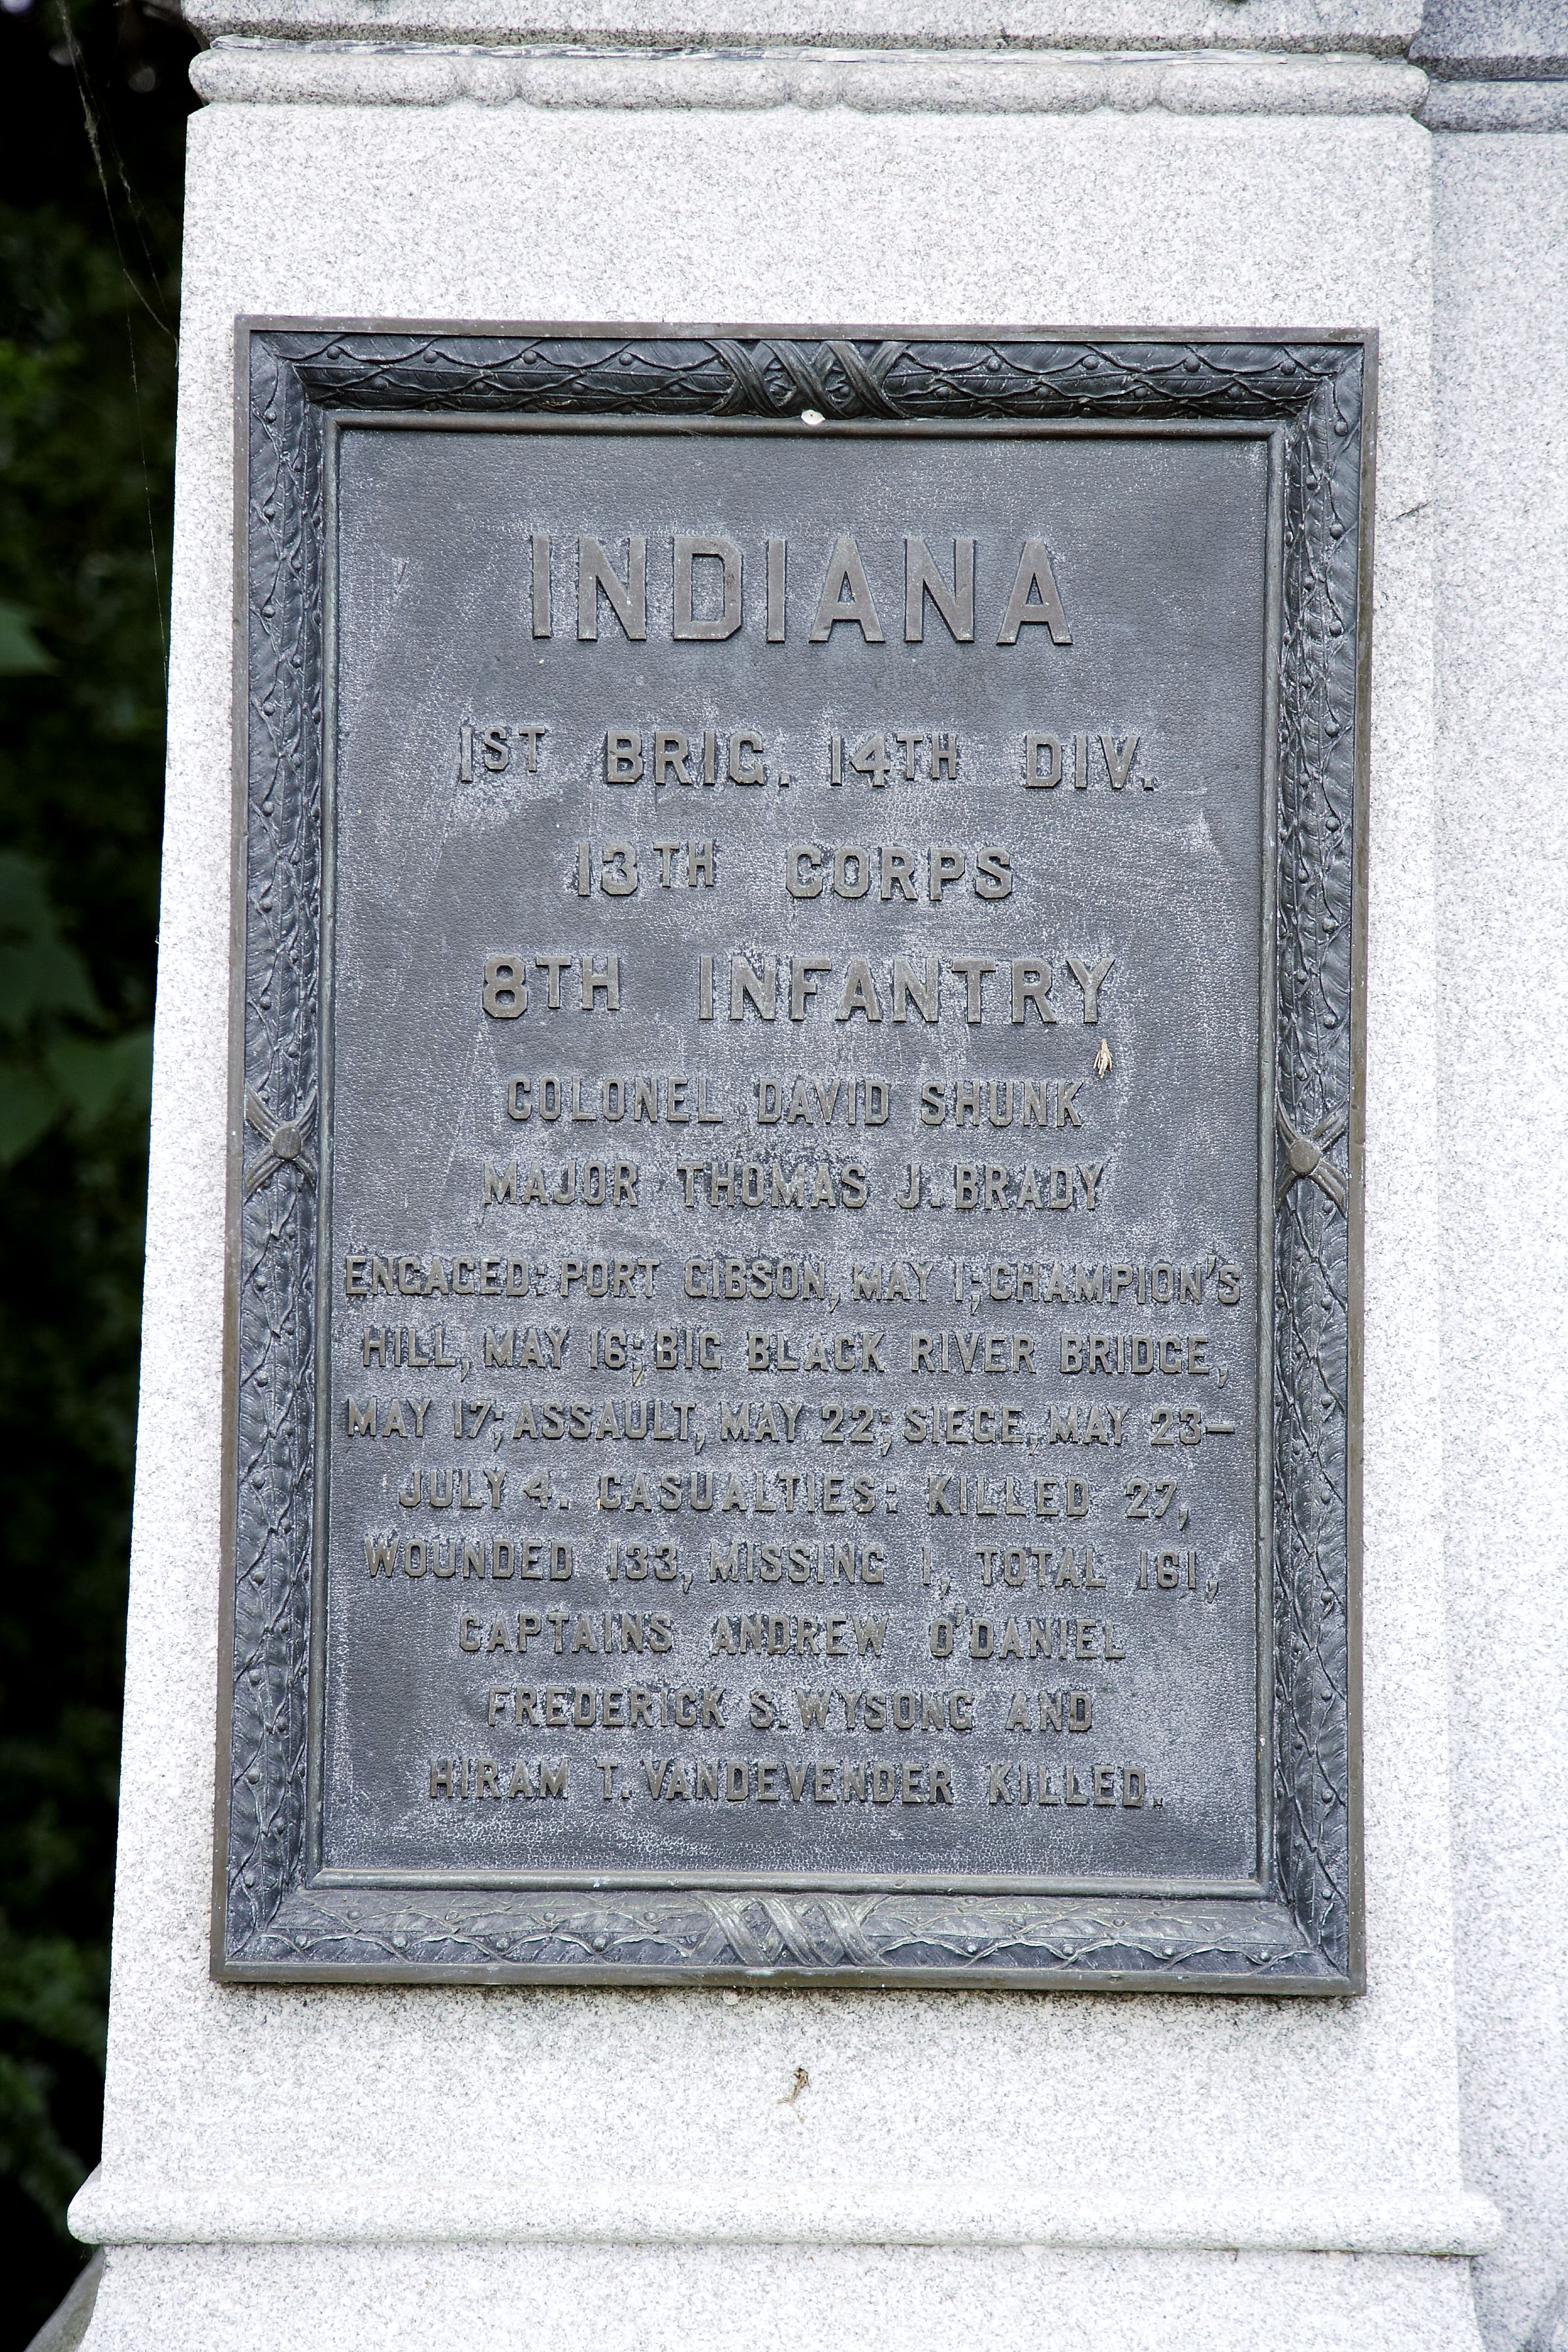 INDIANA
1ST BRIG. 14TH DIV.
13TH CORPS
8TH INFANTRY
COLONEL DAVID SHUNK
MAJOR THOMAS J. BRADY
ENGAGED: PORT GIBSON, MAY 1; CHAMPION'S
HILL, MAY 16; BIG BLACK RIVER BRIDGE,
MAY 17; ASSAULT, MAY 22; SIEGE, MAY 23–
JULY 4. CASUALTIES: KILLED 27,
WOUNDED 133, MISSING 1, TOTAL 161,
CAPTAINS ANDREW O'DANIEL
FREDERICK S. WYSONG AND
HIRAM T. VANDEVENDER KILLED.